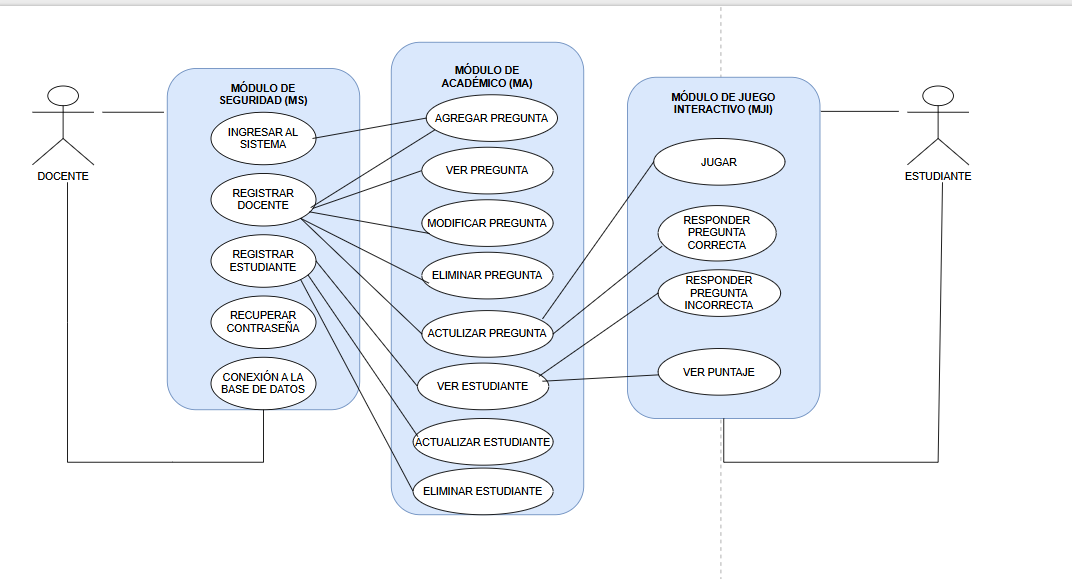 MÓDULO DE
SEGURIDAD (MS)
INGRESAR AL
SISTEMA
REGISTRAR
DOCENTE
REGISTRAR
ESTUDIANTE
RECUPERAR
CONTRASEÑA
CONEXIÓN A LA
BASE DE DATOS
DOCENTE
MÓDULO DE
ACADÉMICO (MA)
AGREGAR PREGUNTA
VER PREGUNTA
MODIFICAR PREGUNTA
ELIMINAR PREGUNTA
ACTULIZAR PREGUNTA
VER ESTUDIANTE
ACTUALIZAR ESTUDIANTE
ELIMINAR ESTUDIANTE
MÓDULO DE JUEGO
INTERACTIVO (MJI)
JUGAR
RESPONDER
PREGUNTA
CORRECTA
RESPONDER
PREGUNTA
INCORRECTA
VER PUNTAJE
ESTUDIANTE